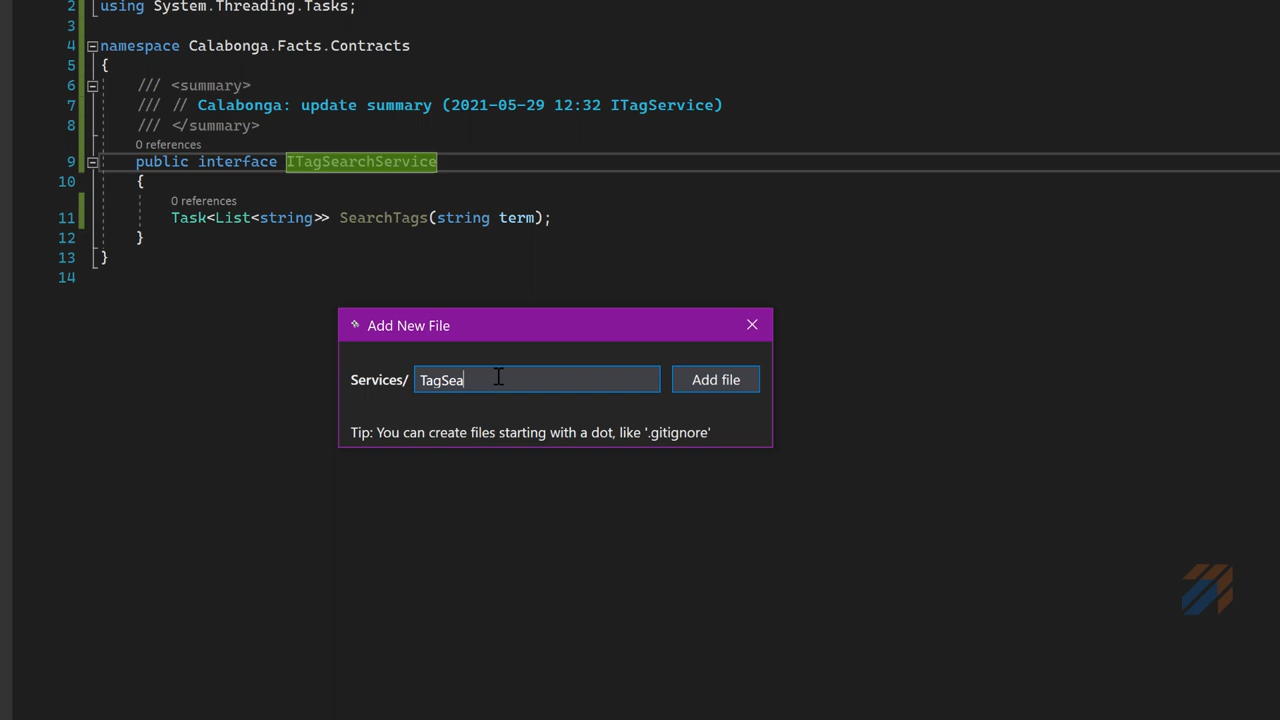 2 using System.Threading.Tasks;
3
4 namespace Calabonga.Facts.Contracts
5 {
6 /// <summary>
7 /// // Calabonga: update summary (2021-05-29 12:32 ITagService)
8 /// </summary>
0 references
9 public interface ITagSearchService
10 {
0 references
11 Task<List<string>> SearchTags(string term);
12 }
13 }
14
Add New File
Services/ TagSea Add file
Tip: You can create files starting with a dot, like '.gitignore'